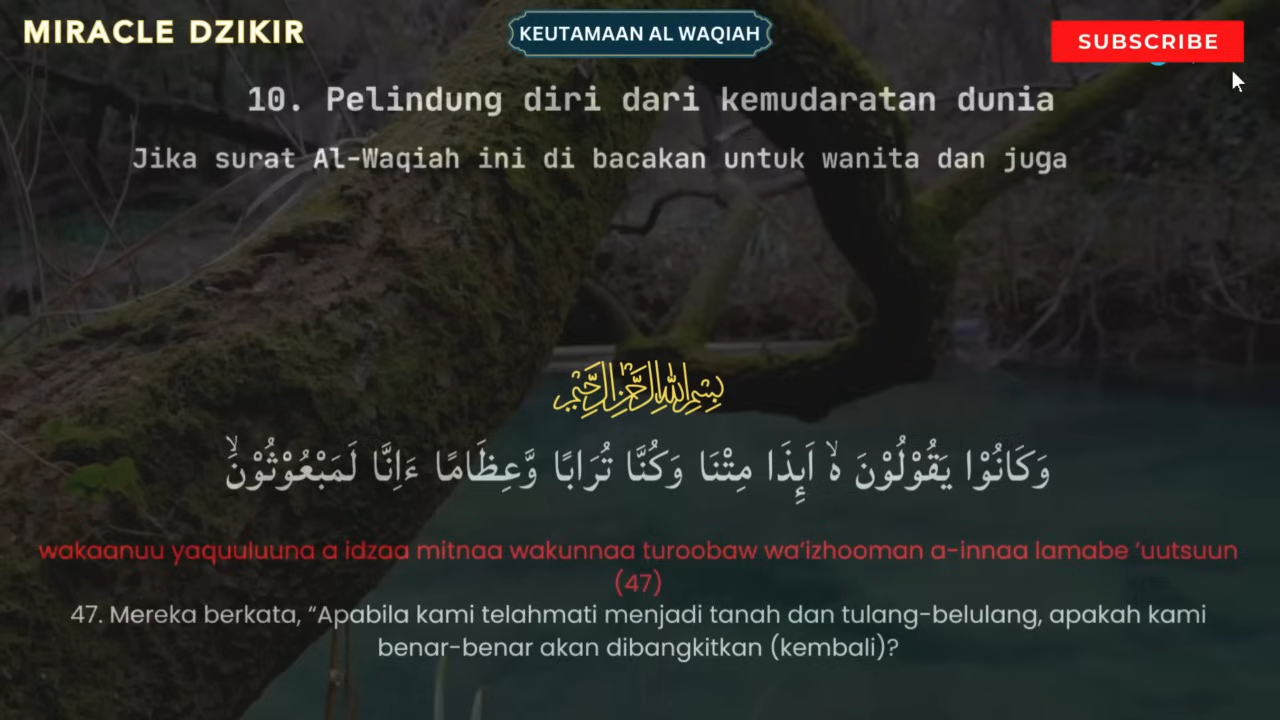 MIRACLE DZIKIR
KEUTAMAAN AL WAQIAH
SUBSCRIBE
10. Pelindung diri dari kemudaratan dunia
Jika surat Al-Waqiah ini di bacakan untuk wanita dan juga
بِسْمِ اللهِ الرَّحْمٰنِ الرَّحِيْمِ
وَكَانُوْا يَقُوْلُوْنَ ەۙ اَىِٕذَا مِتْنَا وَكُنَّا تُرَابًا وَّعِظَامًا ءَاِنَّا لَمَبْعُوْثُوْنَۙ
wakaanuu yaquuluuna a idzaa mitnaa wakunnaa turoobaw wa’izhooman a-innaa lamabe ‘uutsuun
(47)
47. Mereka berkata, “Apabila kami telahmati menjadi tanah dan tulang-belulang, apakah kami
benar-benar akan dibangkitkan (kembali)?